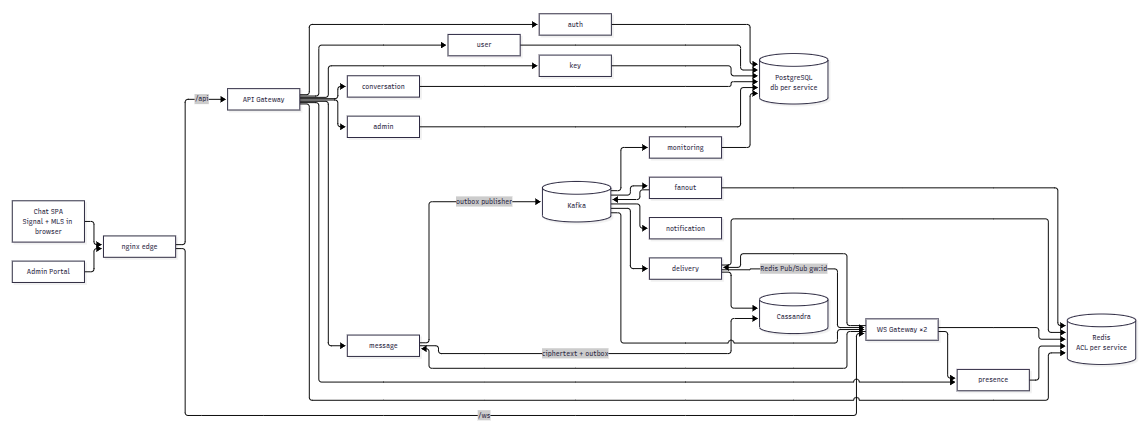 auth
user
key
conversation
admin
PostgreSQL
db per service
/api
API Gateway
monitoring
fanout
notification
delivery
outbox publisher
Kafka
Chat SPA
Signal + MLS in
browser
nginx edge
Admin Portal
Redis Pub/Sub gw:id
Cassandra
WS Gateway ×2
Redis
ACL per service
message
ciphertext + outbox
presence
/ws